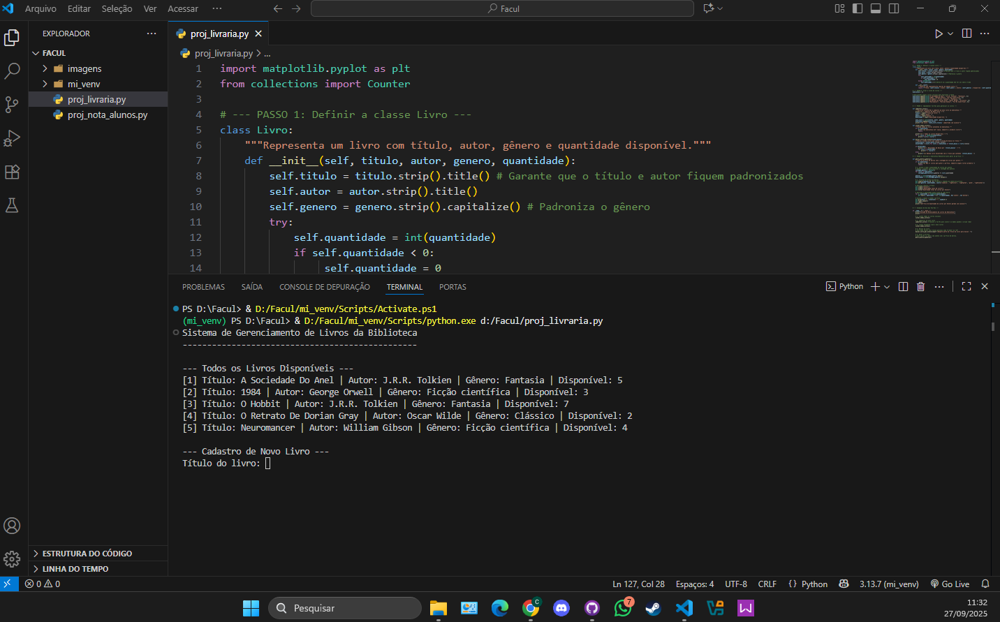 Arquivo Editar Seleção Ver Acessar ··· Facul
EXPLORADOR ···
FACUL
imagens
mi_venv
proj_livraria.py
proj_nota_alunos.py
ESTRUTURA DO CÓDIGO
LINHA DO TEMPO
proj_livraria.py
proj_livraria.py > ...
1 import matplotlib.pyplot as plt
2 from collections import Counter
3
4 # --- PASSO 1: Definir a classe Livro ---
5 class Livro:
6 """Representa um livro com título, autor, gênero e quantidade disponível."""
7 def __init__(self, titulo, autor, genero, quantidade):
8 self.titulo = titulo.strip().title() # Garante que o título e autor fiquem padronizados
9 self.autor = autor.strip().title()
10 self.genero = genero.strip().capitalize() # Padroniza o gênero
11 try:
12 self.quantidade = int(quantidade)
13 if self.quantidade < 0:
14 self.quantidade = 0
PROBLEMAS SAÍDA CONSOLE DE DEPURAÇÃO TERMINAL PORTAS Python
PS D:\Facul> & D:/Facul/mi_venv/Scripts/Activate.ps1
(mi_venv) PS D:\Facul> & D:/Facul/mi_venv/Scripts/python.exe d:/Facul/proj_livraria.py
Sistema de Gerenciamento de Livros da Biblioteca
------------------------------------------------
--- Todos os Livros Disponíveis ---
[1] Título: A Sociedade Do Anel | Autor: J.R.R. Tolkien | Gênero: Fantasia | Disponível: 5
[2] Título: 1984 | Autor: George Orwell | Gênero: Ficção científica | Disponível: 3
[3] Título: O Hobbit | Autor: J.R.R. Tolkien | Gênero: Fantasia | Disponível: 7
[4] Título: O Retrato De Dorian Gray | Autor: Oscar Wilde | Gênero: Clássico | Disponível: 2
[5] Título: Neuromancer | Autor: William Gibson | Gênero: Ficção científica | Disponível: 4
--- Cadastro de Novo Livro ---
Título do livro:
0 0 Ln 127, Col 28 Espaços: 4 UTF-8 CRLF {} Python 3.13.7 (mi_venv) Go Live
Pesquisar C 7 11:32
27/09/2025